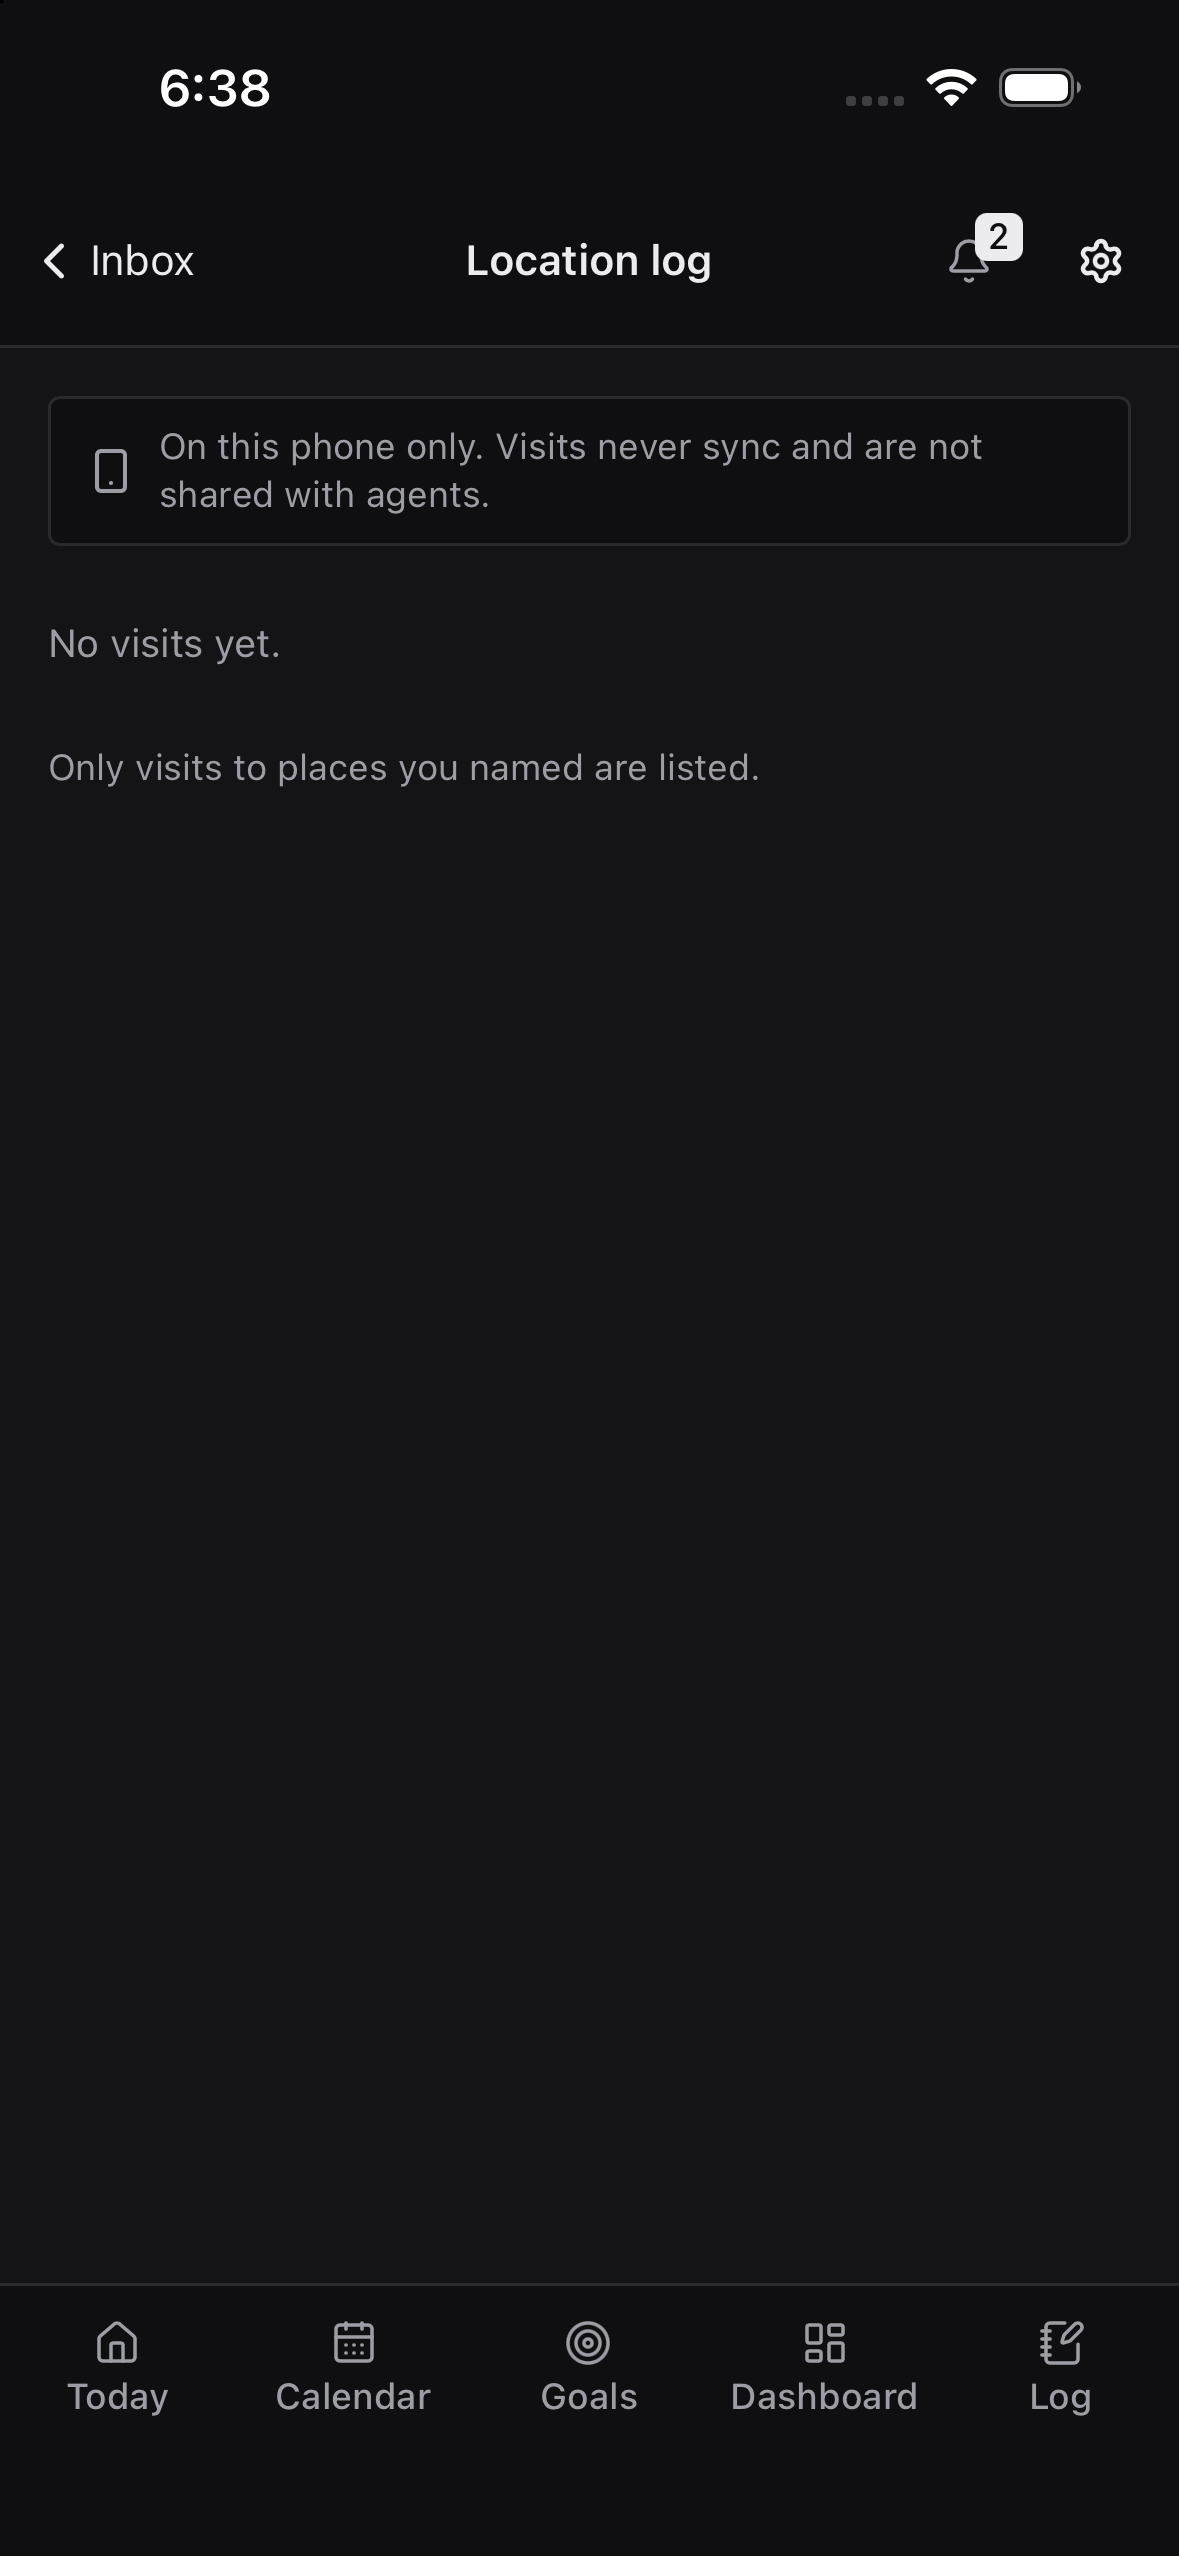 6:38
Inbox
Location log
2
On this phone only. Visits never sync and are not
shared with agents.
No visits yet.
Only visits to places you named are listed.
Today
Calendar
Goals
Dashboard
Log